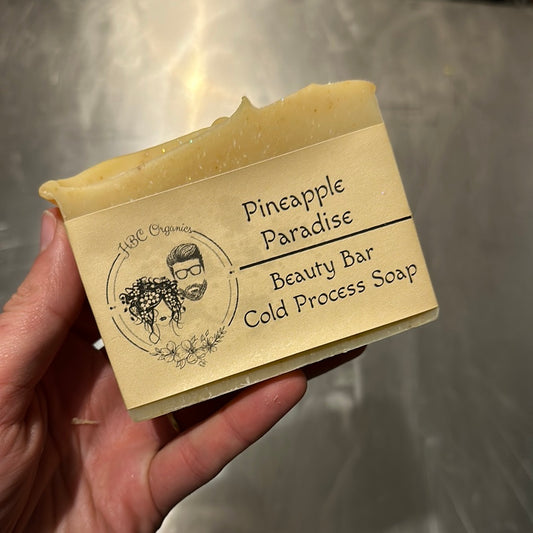 HBC Organics
Pineapple
Paradise
Beauty Bar
Cold Process Soap